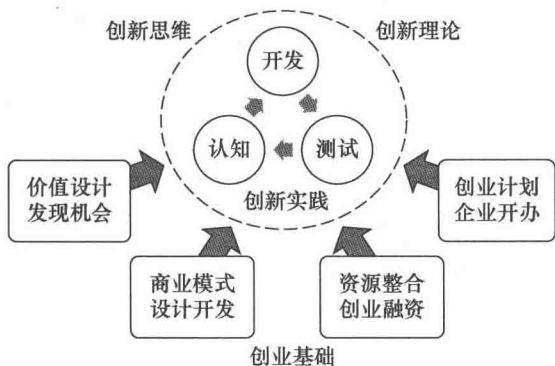 创新思维
创新理论
开发
认知
测试
创新实践
价值设计
发现机会
创业计划
企业开办
商业模式
设计开发
资源整合
创业融资
创业基础